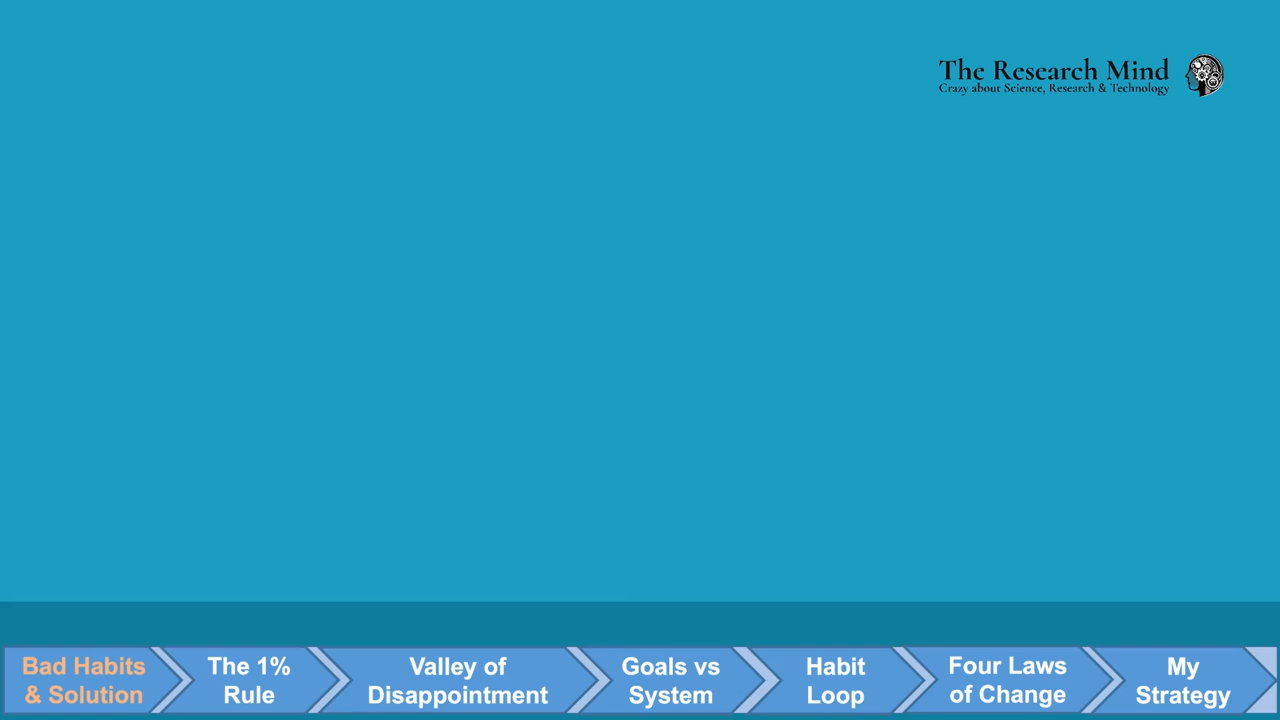 The Research Mind
Crazy about Science, Research & Technology
Bad Habits
& Solution
The 1%
Rule
Valley of
Disappointment
Goals vs
System
Habit
Loop
Four Laws
of Change
My
Strategy